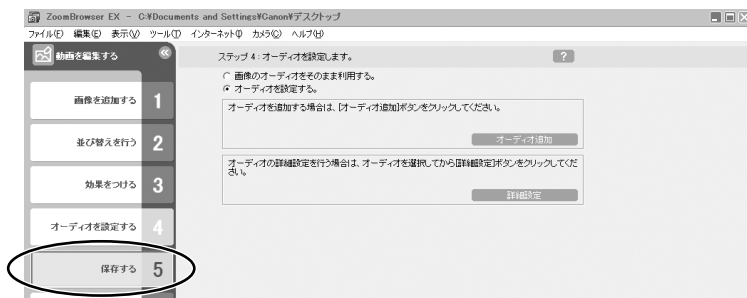 ZoomBrowser EX - C:¥Documents and Settings¥Canon¥デスクトップ
ファイル(F) 編集(E) 表示(V) ツール(T) インターネット(I) カメラ(C) ヘルプ(H)
動画を編集する
画像を追加する 1
並び替えを行う 2
効果をつける 3
オーディオを設定する 4
保存する 5
ステップ 4 : オーディオを設定します。 ?
画像のオーディオをそのまま利用する。
オーディオを設定する。
オーディオを追加する場合は、[オーディオ追加]ボタンをクリックしてください。
オーディオ追加
オーディオの詳細設定を行う場合は、オーディオを選択してから[詳細設定]ボタンをクリックしてくだ
さい。
詳細設定